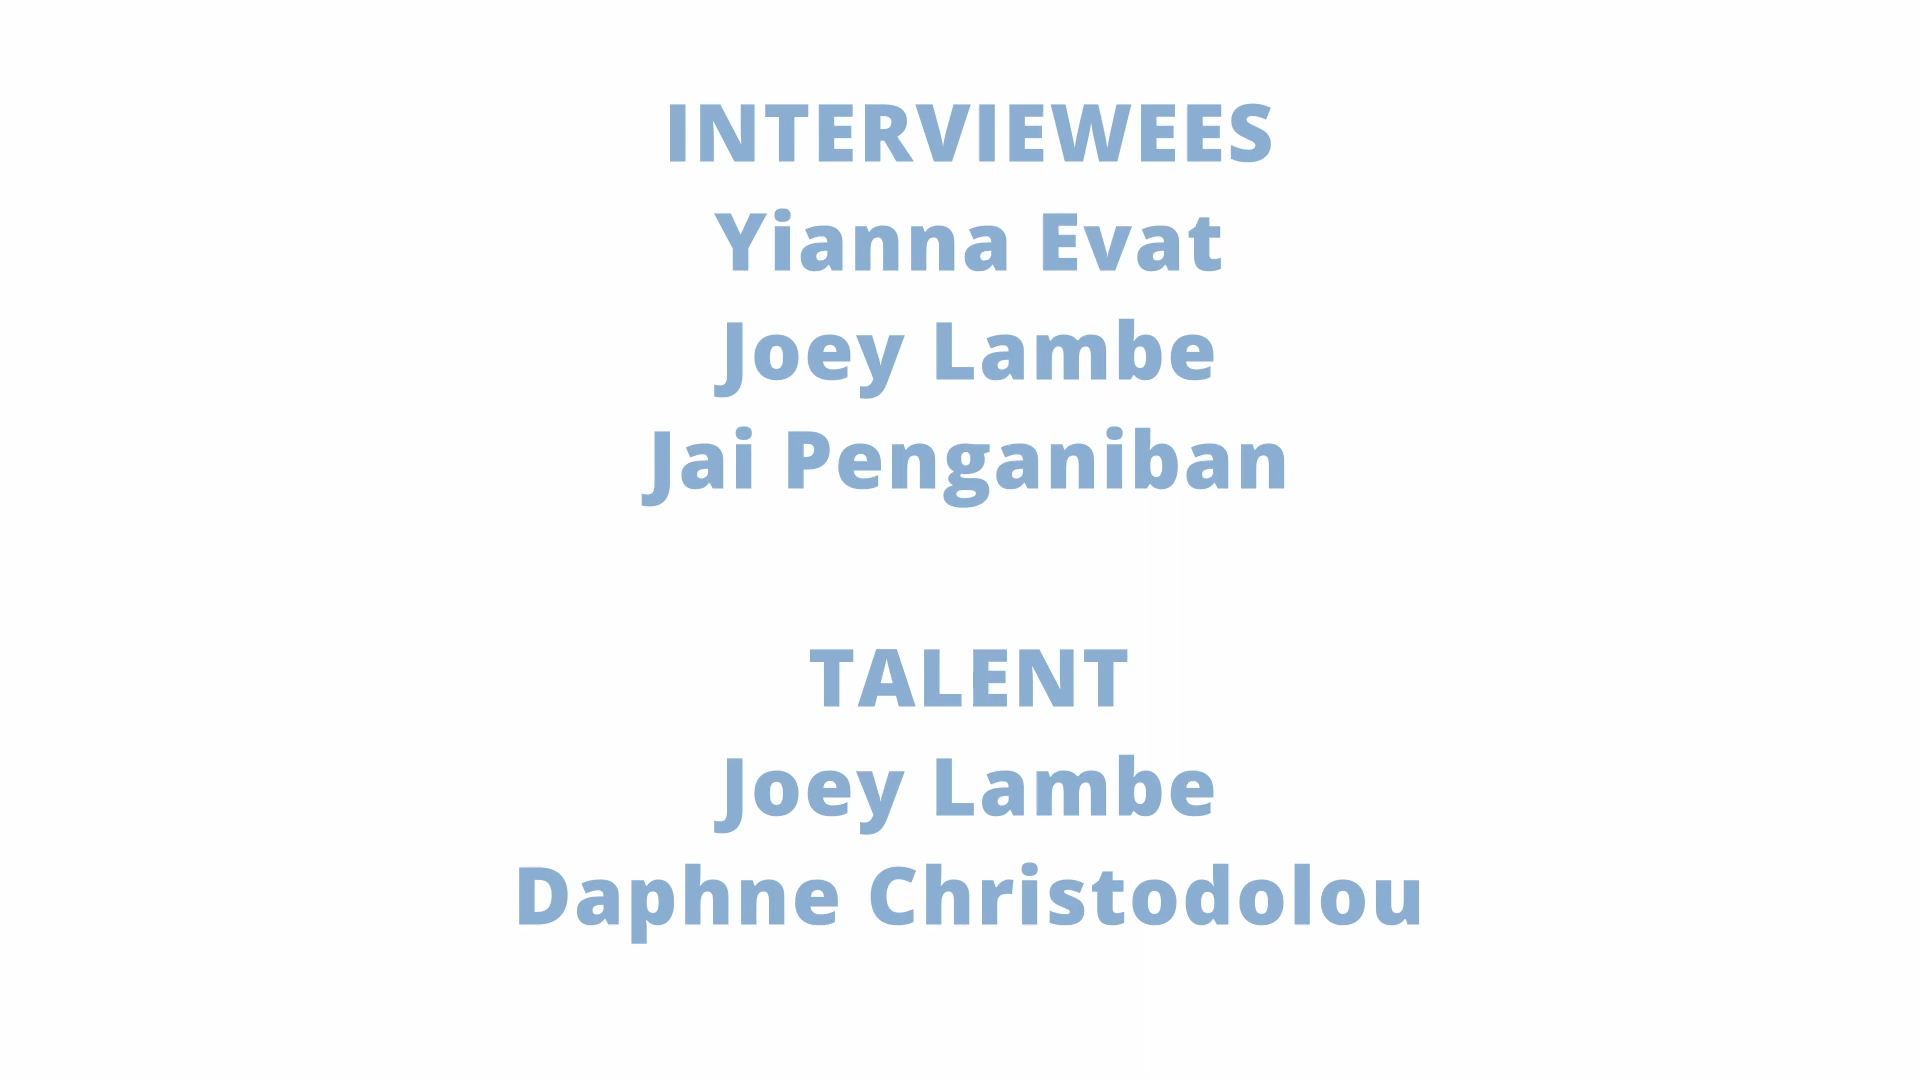 INTERVIEWEES
Yianna Evat
Joey Lambe
Jai Penganiban
TALENT
Joey Lambe
Daphne Christodolou